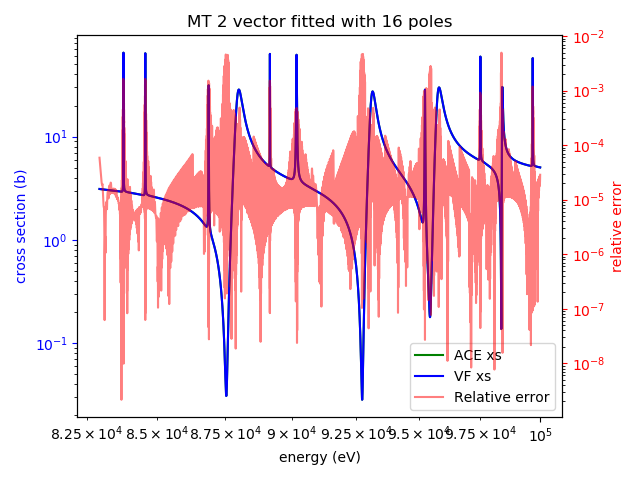 MT 2 vector fitted with 16 poles
cross section (b)
10¹
10⁰
10⁻¹
10⁻²
10⁻³
10⁻⁴
10⁻⁵
10⁻⁶
10⁻⁷
10⁻⁸
relative error
ACE xs
VF xs
Relative error
8.25 × 10⁴ 8.5 × 10⁴ 8.75 × 10⁴ 9 × 10⁴ 9.25 × 10⁴ 9.5 × 10⁴ 9.75 × 10⁴ 10⁵
energy (eV)